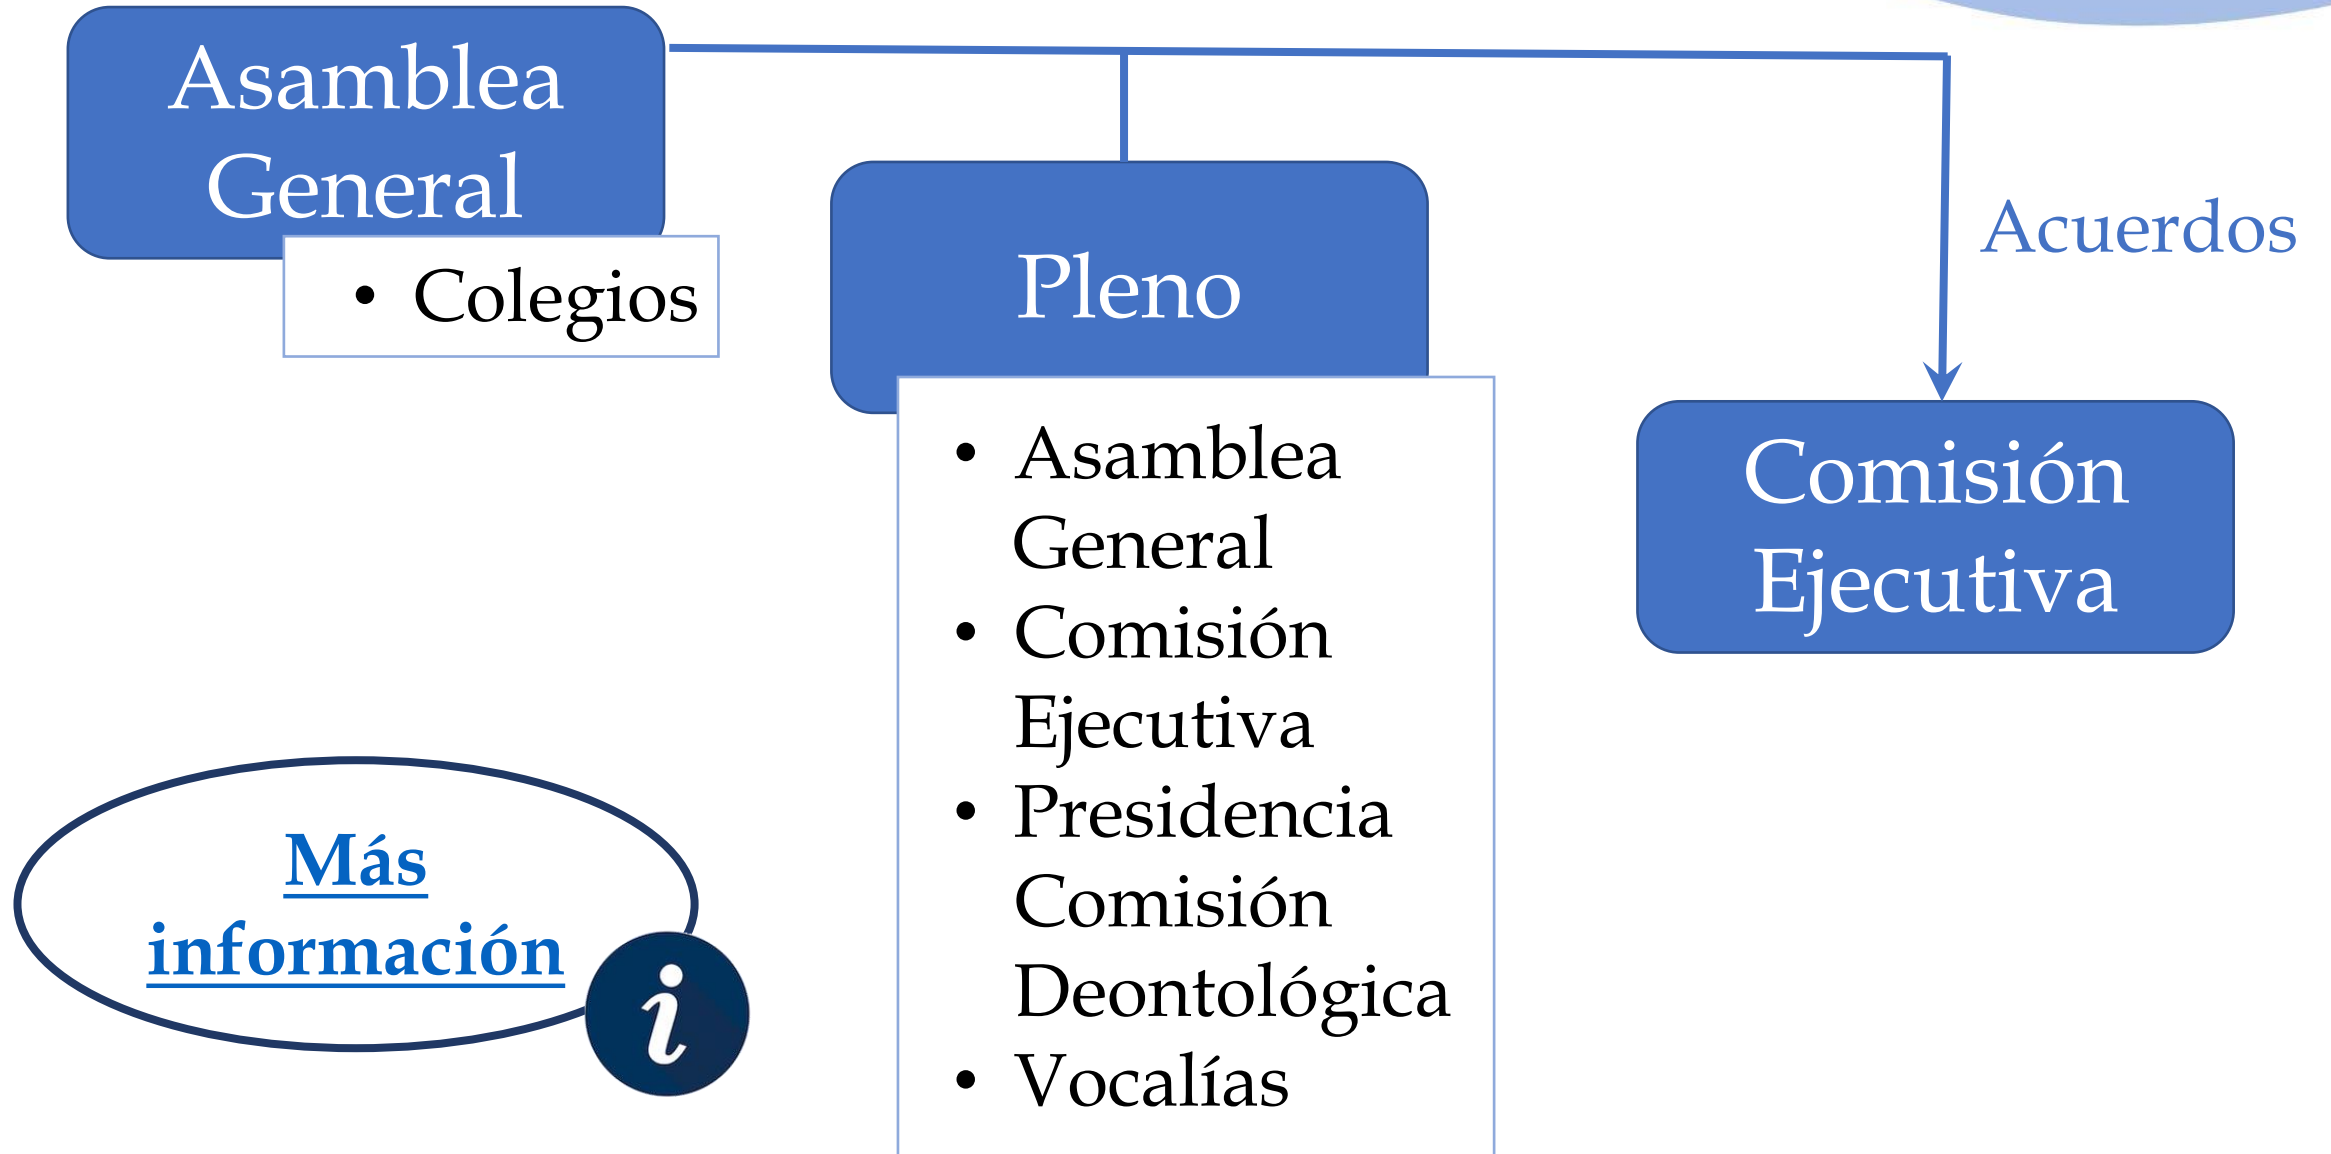 Asamblea
General
• Colegios
Pleno
• Asamblea
General
• Comisión
Ejecutiva
• Presidencia
Comisión
Deontológica
• Vocalías
Acuerdos
Comisión
Ejecutiva
Más
información
i